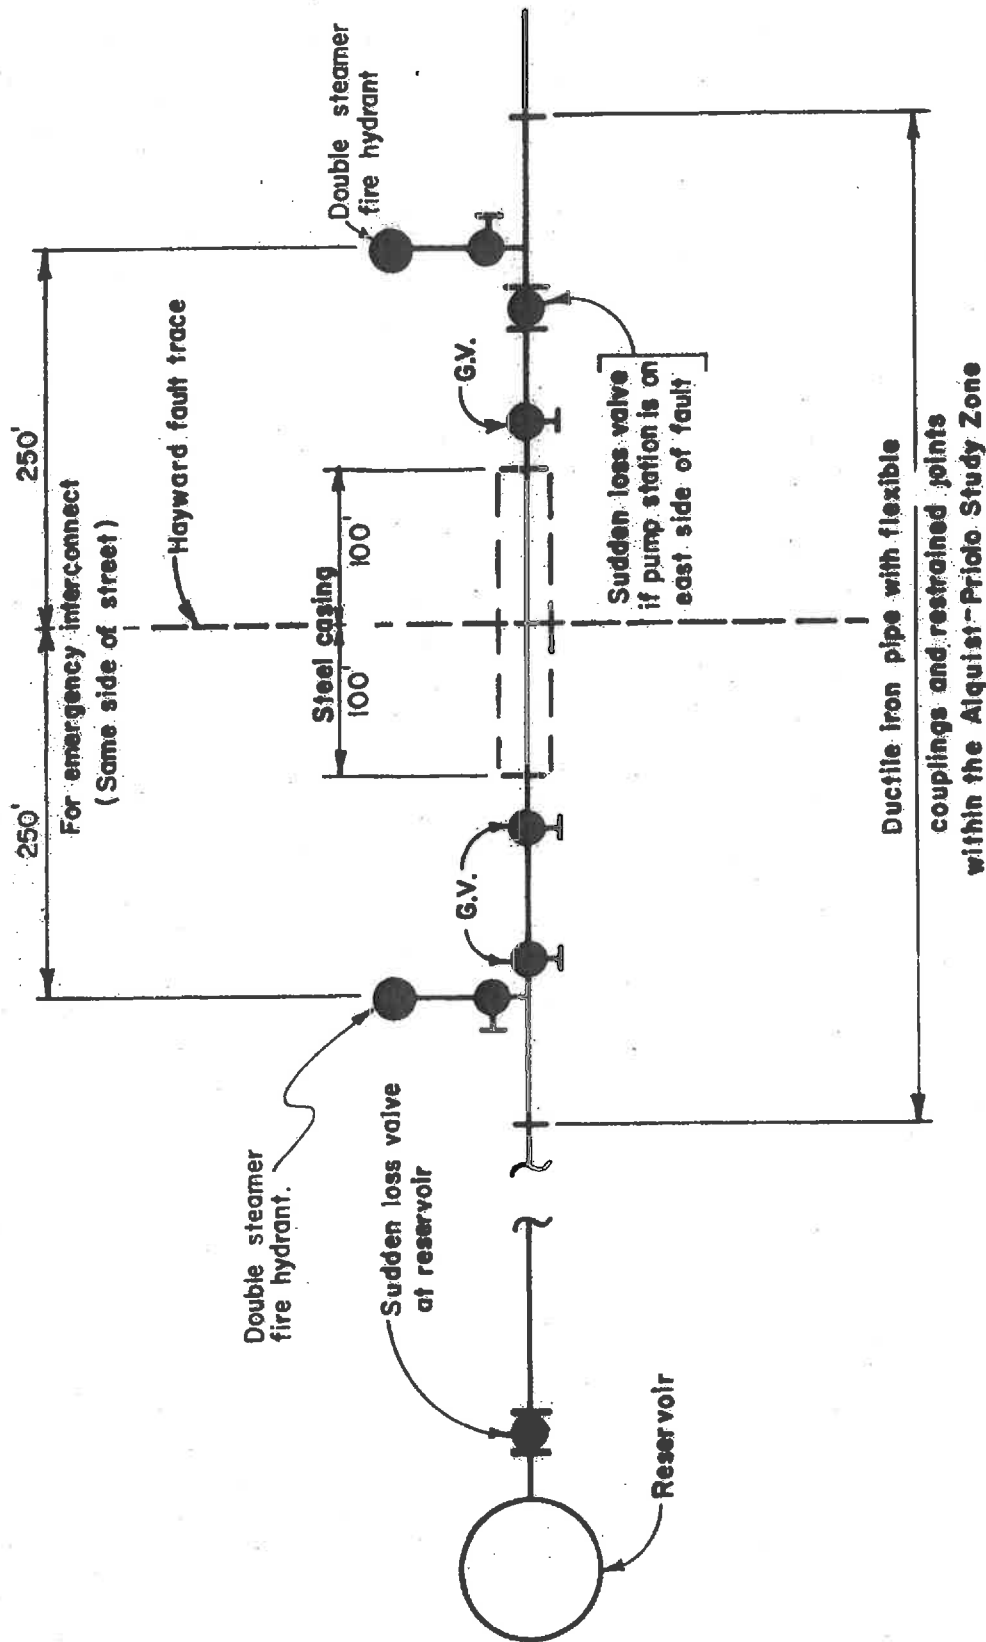 250'
250'
For emergency interconnect
(Same side of street)
Hayward fault trace
Double steamer
fire hydrant
Steel casing
100'
100'
G.V.
G.V.
Double steamer
fire hydrant.
Sudden loss valve
at reservoir
Sudden loss valve
if pump station is on
east side of fault
Reservoir
Ductile iron pipe with flexible
couplings and restrained joints
within the Alquist-Priolo Study Zone